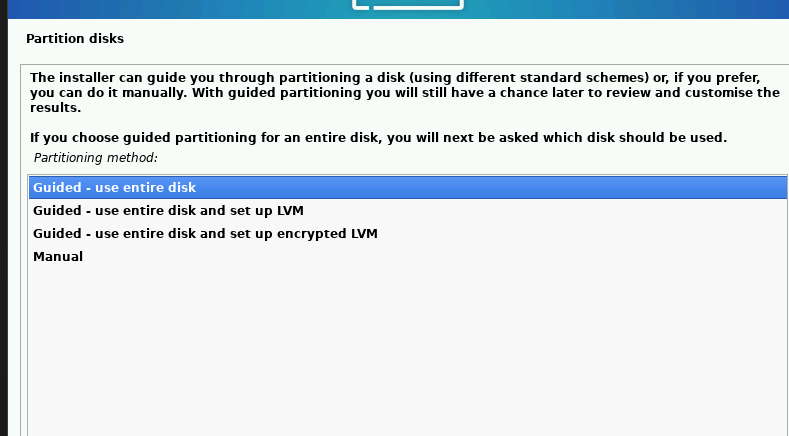 Partition disks
The installer can guide you through partitioning a disk (using different standard schemes) or, if you prefer,
you can do it manually. With guided partitioning you will still have a chance later to review and customise the
results.
If you choose guided partitioning for an entire disk, you will next be asked which disk should be used.
Partitioning method:
Guided - use entire disk
Guided - use entire disk and set up LVM
Guided - use entire disk and set up encrypted LVM
Manual